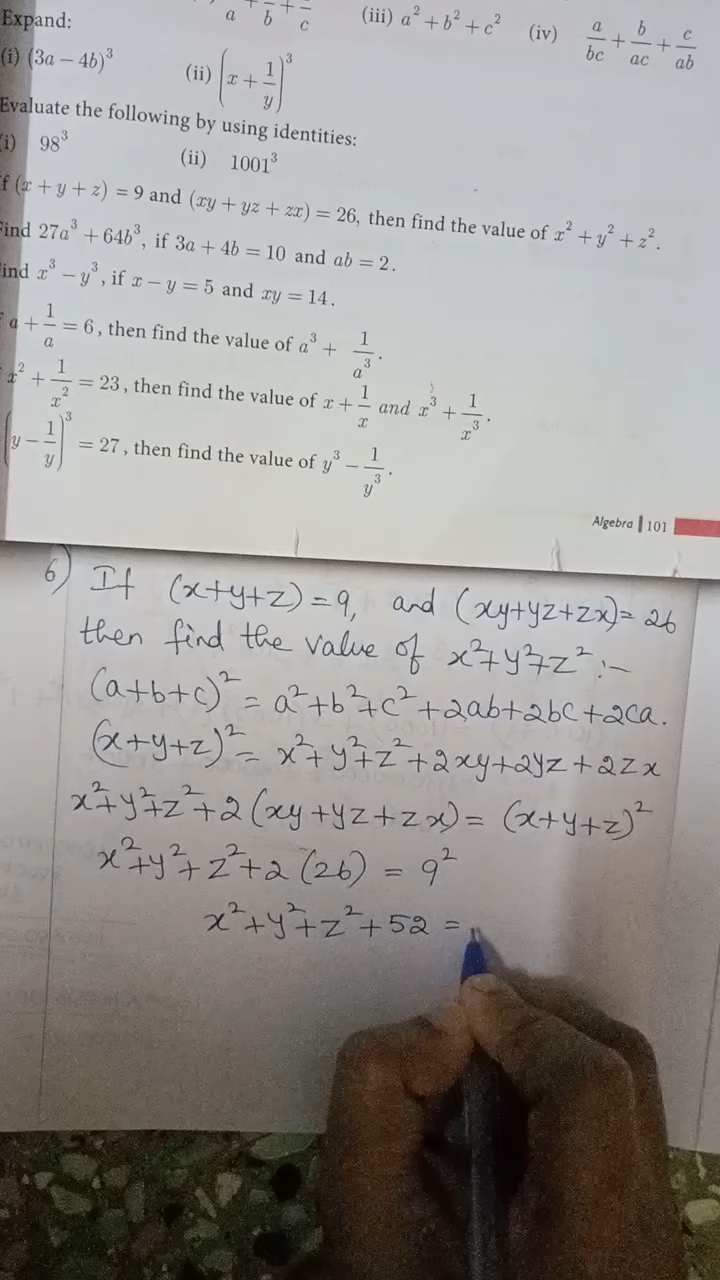 a b c (iii) a² + b² + c² (iv) a/bc + b/ac + c/ab
Expand:
(i) (3a − 4b)³ (ii) (x + 1/y)³
Evaluate the following by using identities:
i) 98³ (ii) 1001³
f (x + y + z) = 9 and (xy + yz + zx) = 26, then find the value of x² + y² + z².
Find 27a³ + 64b³, if 3a + 4b = 10 and ab = 2.
ind x³ − y³, if x − y = 5 and xy = 14.
a + 1/a = 6, then find the value of a³ + 1/a³.
x² + 1/x² = 23, then find the value of x + 1/x and x³ + 1/x³.
(y − 1/y)³ = 27, then find the value of y³ − 1/y³.
Algebra | 101
6) If (x+y+z)=9, and (xy+yz+zx)=26
then find the value of x²+y²+z² :-
(a+b+c)² = a²+b²+c²+2ab+2bc+2ca.
(x+y+z)² = x²+y²+z²+2xy+2yz+2zx
x²+y²+z²+2(xy+yz+zx) = (x+y+z)²
x²+y²+z²+2(26) = 9²
x²+y²+z²+52 =